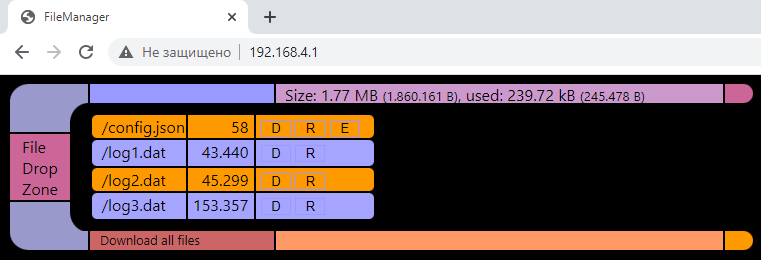 FileManager
Не защищено
192.168.4.1
Size: 1.77 MB (1.860.161 B), used: 239.72 kB (245.478 B)
File
Drop
Zone
/config.json 58 D R E
/log1.dat 43.440 D R
/log2.dat 45.299 D R
/log3.dat 153.357 D R
Download all files